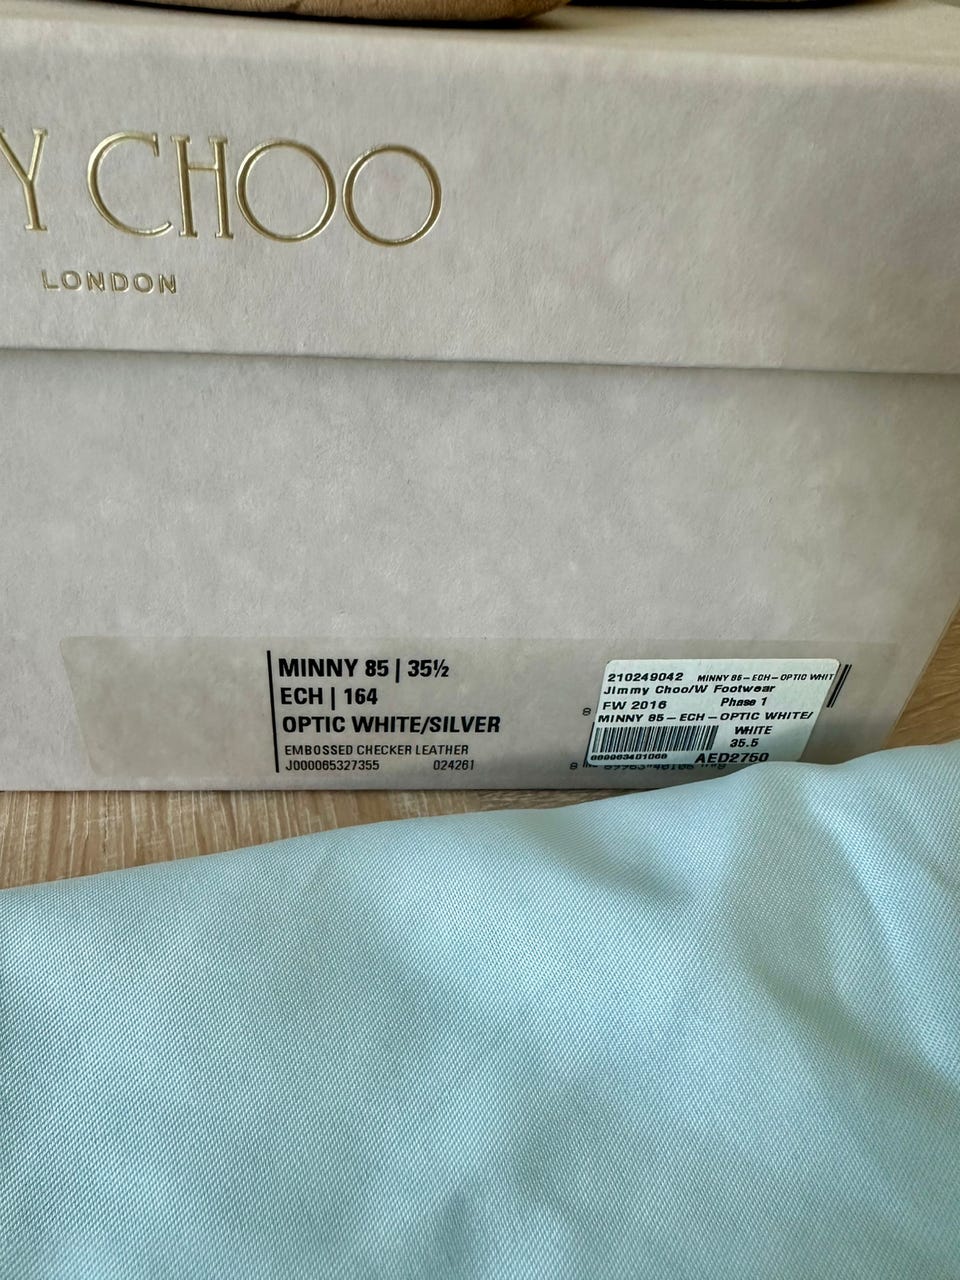 Y CHOO
LONDON
MINNY 85 | 35½
ECH | 164
OPTIC WHITE/SILVER
EMBOSSED CHECKER LEATHER
J000065327355 024261
210249042 MINNY 85-ECH-OPTIC WHIT
Jimmy Choo/W Footwear
FW 2016 Phase 1
MINNY 85-ECH-OPTIC WHITE/
WHITE
35.5
AED2750